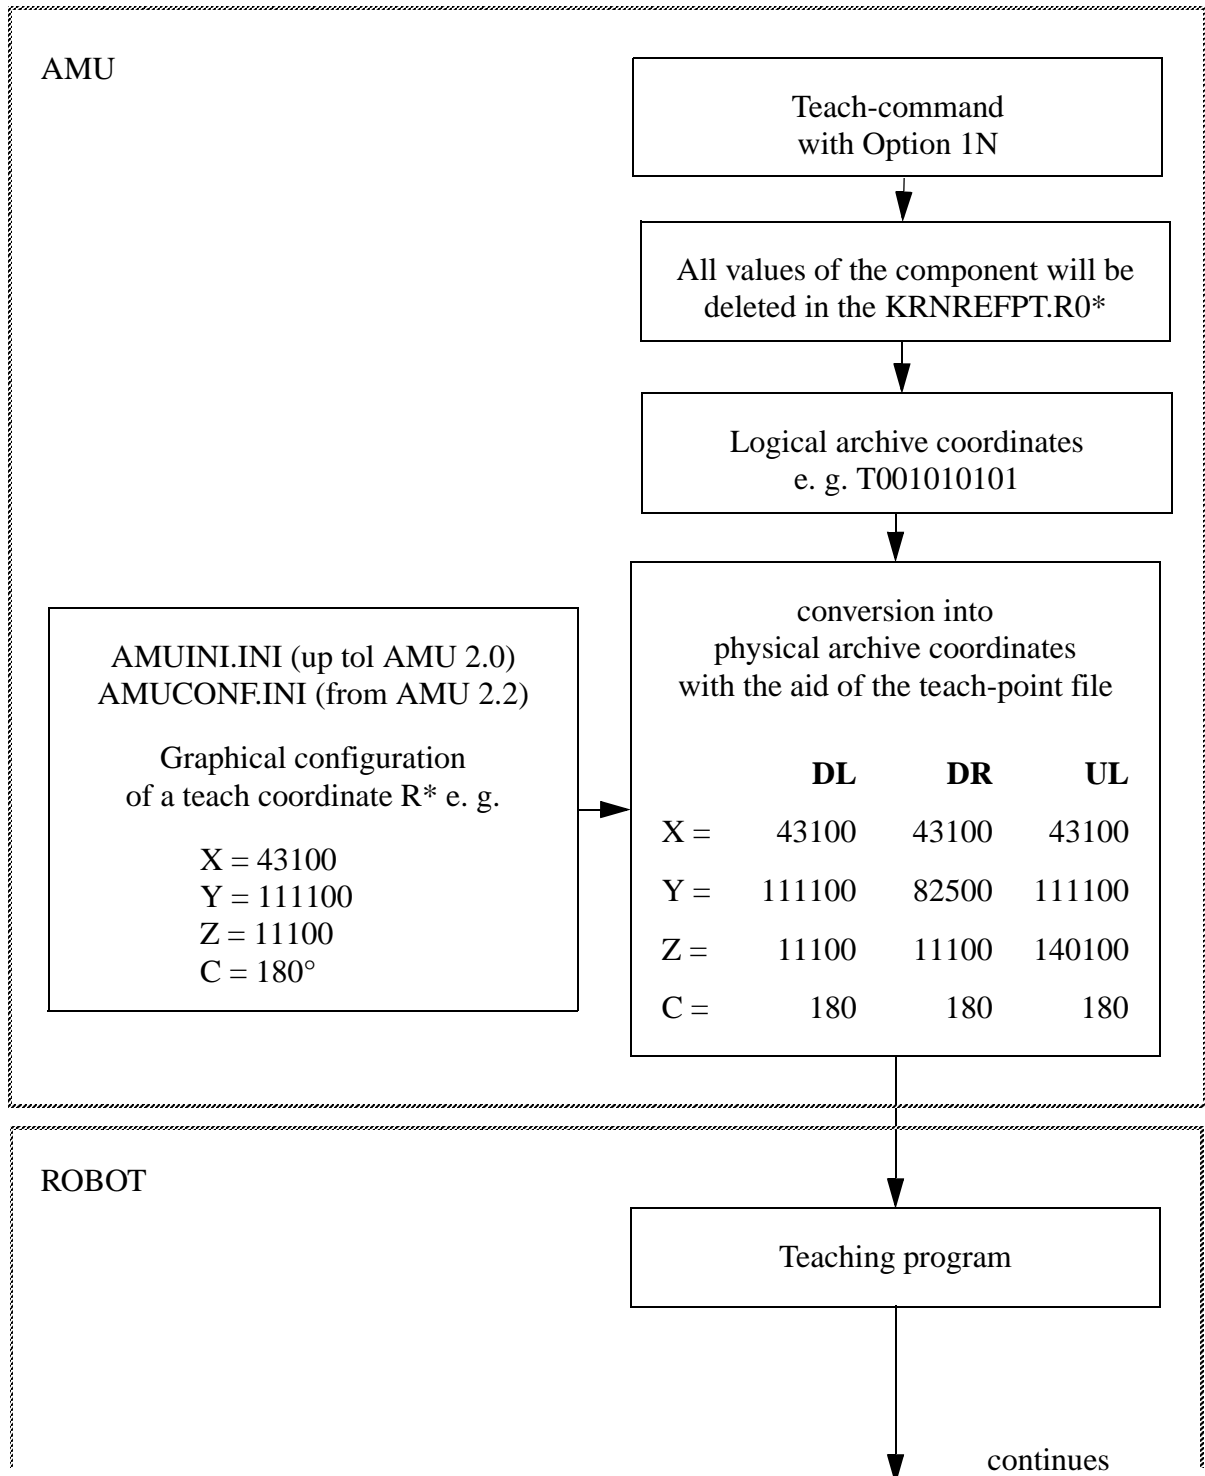 AMU
Teach-command
with Option 1N
All values of the component will be
deleted in the KRNREFPT.R0*
Logical archive coordinates
e. g. T001010101
AMUINI.INI (up tol AMU 2.0)
AMUCONF.INI (from AMU 2.2)
Graphical configuration
of a teach coordinate R* e. g.
X = 43100
Y = 111100
Z = 11100
C = 180°
conversion into
physical archive coordinates
with the aid of the teach-point file
DL DR UL
X = 43100 43100 43100
Y = 111100 82500 111100
Z = 11100 11100 140100
C = 180 180 180
ROBOT
Teaching program
continues